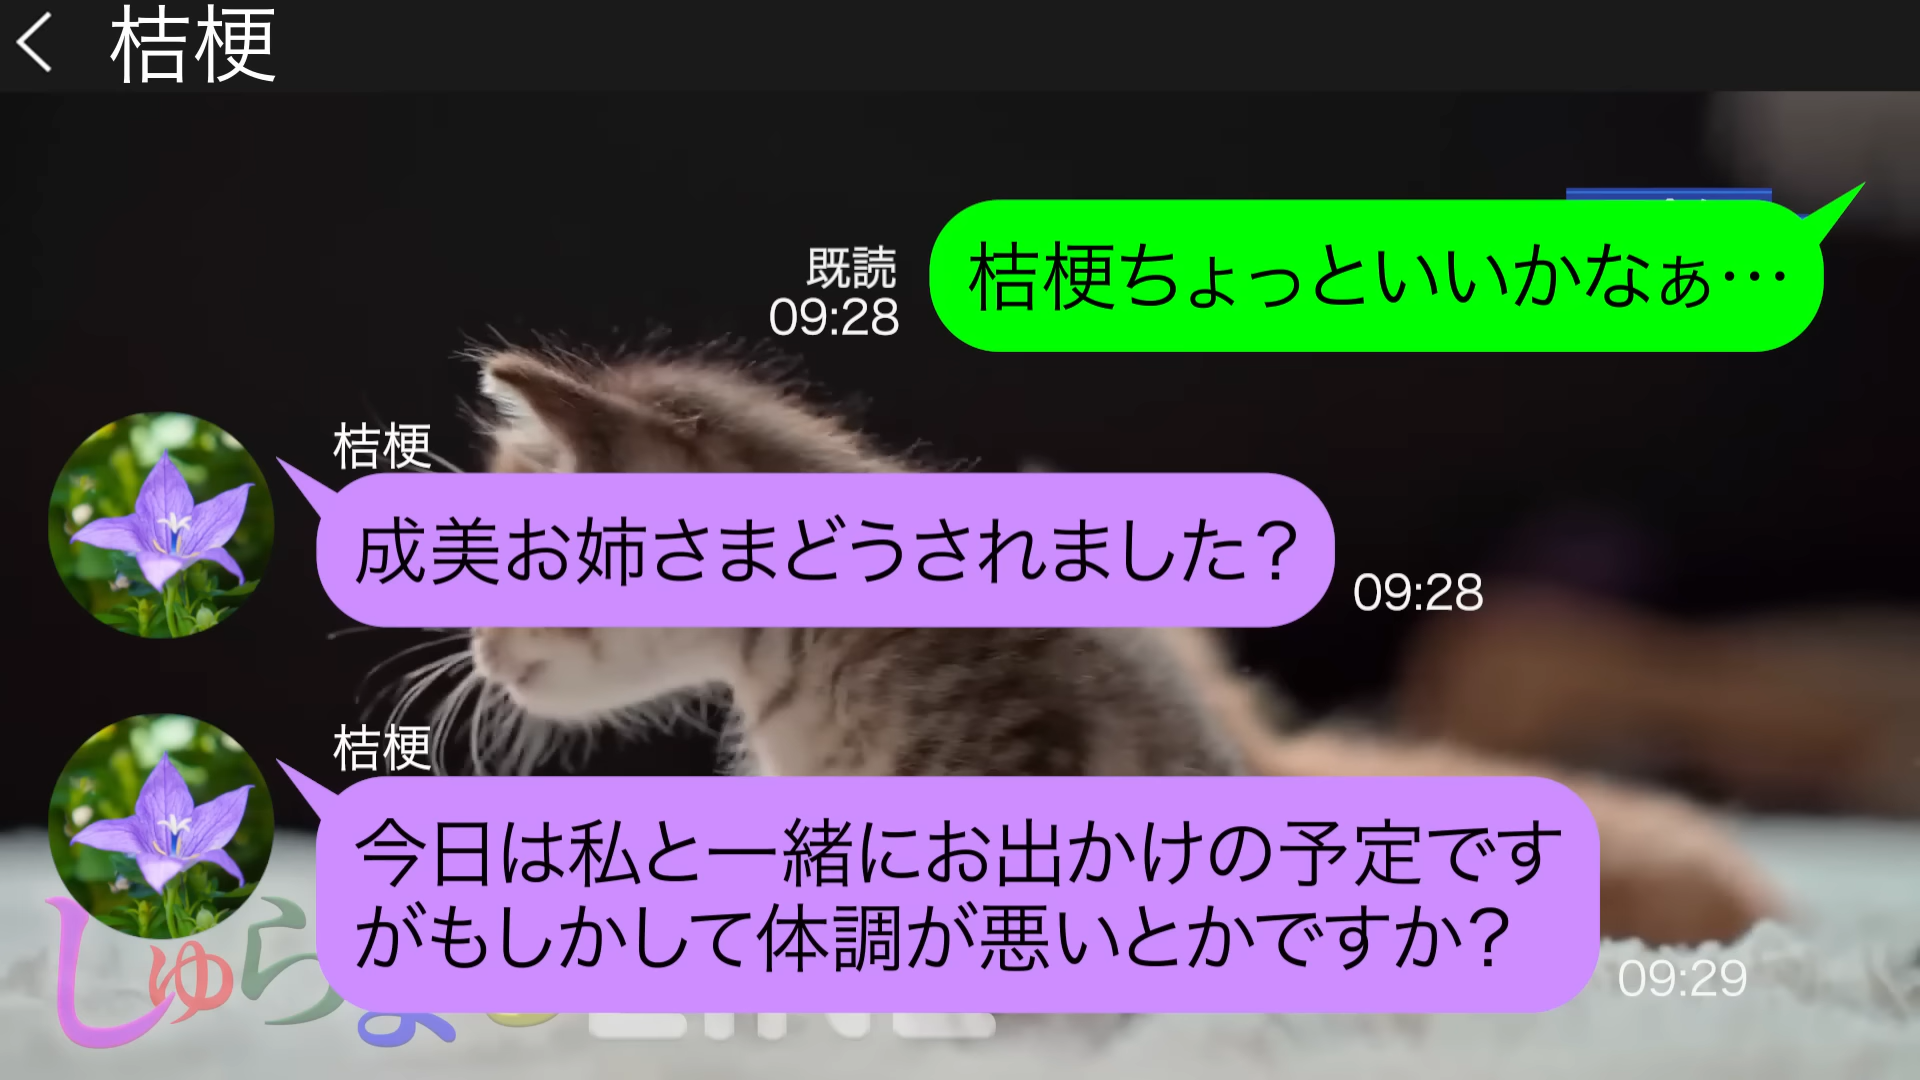 桔梗
桔梗ちょっといいかなぁ…
既読
09:28
桔梗
成美お姉さまどうされました?
09:28
桔梗
今日は私と一緒にお出かけの予定です
がもしかして体調が悪いとかですか?
09:29
しゅら
LINE